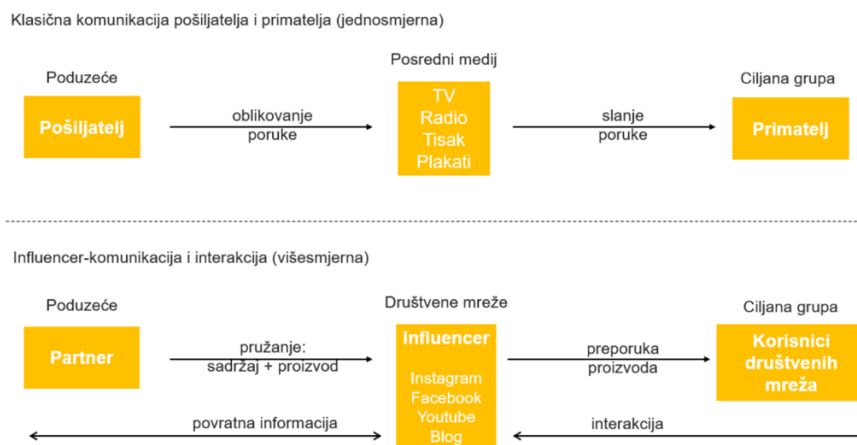 Klasična komunikacija pošiljatelja i primatelja (jednosmjerna)
Poduzeće
Pošiljatelj
oblikovanje
poruke
Posredni medij
TV
Radio
Tisak
Plakati
slanje
poruke
Ciljana grupa
Primatelj
Influencer-komunikacija i interakcija (višesmjerna)
Poduzeće
Partner
pružanje:
sadržaj + proizvod
povratna informacija
Društvene mreže
Influencer
Instagram
Facebook
Youtube
Blog
preporuka
proizvoda
interakcija
Ciljana grupa
Korisnici
društvenih
mreža